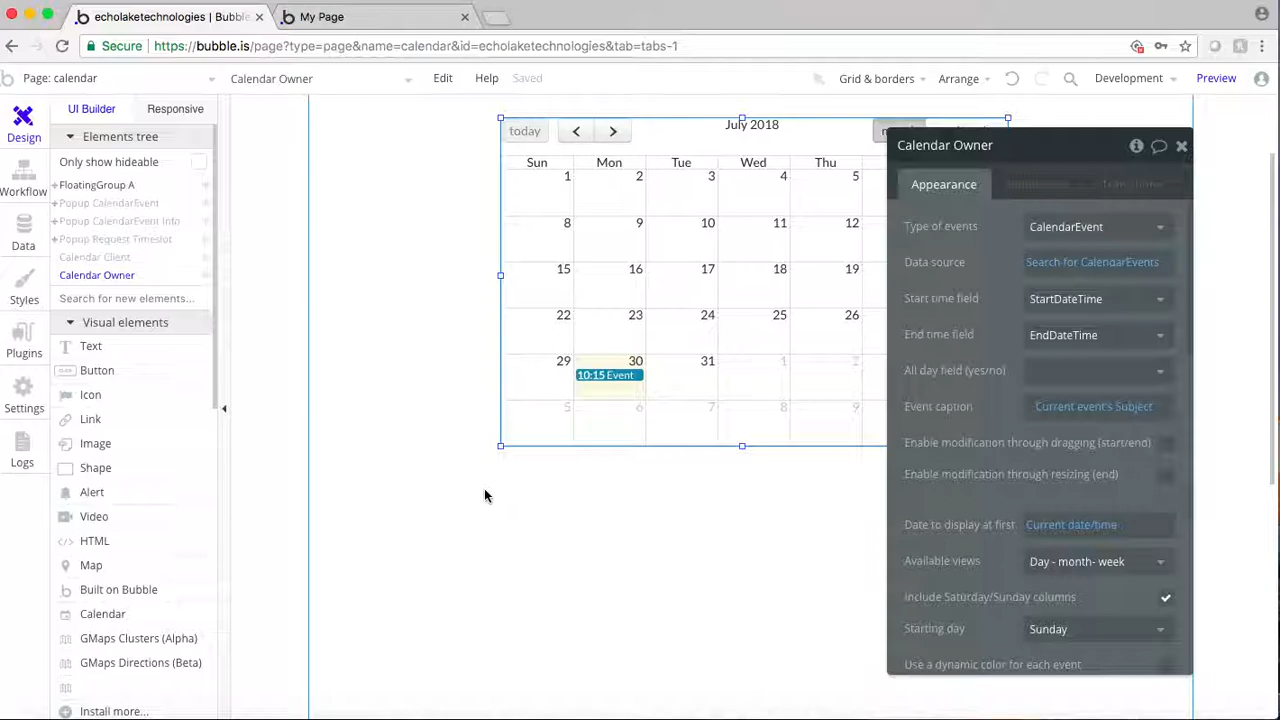 echolaketechnologies | Bubble
My Page
Secure
https://bubble.is/page?type=page&name=calendar&id=echolaketechnologies&tab=tabs-1
Page: calendar
Calendar Owner
Edit
Help
Saved
Grid & borders
Arrange
Development
Preview
Design
Workflow
Data
Styles
Plugins
Settings
Logs
UI Builder
Responsive
Elements tree
Only show hideable
FloatingGroup A
Popup CalendarEvent
Popup CalendarEvent Info
Popup Request Timeslot
Calendar Client
Calendar Owner
Search for new elements...
Visual elements
Text
Button
Icon
Link
Image
Shape
Alert
Video
HTML
Map
Built on Bubble
Calendar
GMaps Clusters (Alpha)
GMaps Directions (Beta)
Install more...
today
July 2018
Sun Mon Tue Wed Thu
1 2 3 4 5
8 9 10 11 12
15 16 17 18 19
22 23 24 25 26
29 30 31 1 2
10:15 Event
5 6 7 8 9
Calendar Owner
Appearance
Type of events CalendarEvent
Data source Search for CalendarEvents
Start time field StartDateTime
End time field EndDateTime
All day field (yes/no)
Event caption Current event's Subject
Enable modification through dragging (start/end)
Enable modification through resizing (end)
Date to display at first Current date/time
Available views Day - month- week
Include Saturday/Sunday columns
Starting day Sunday
Use a dynamic color for each event